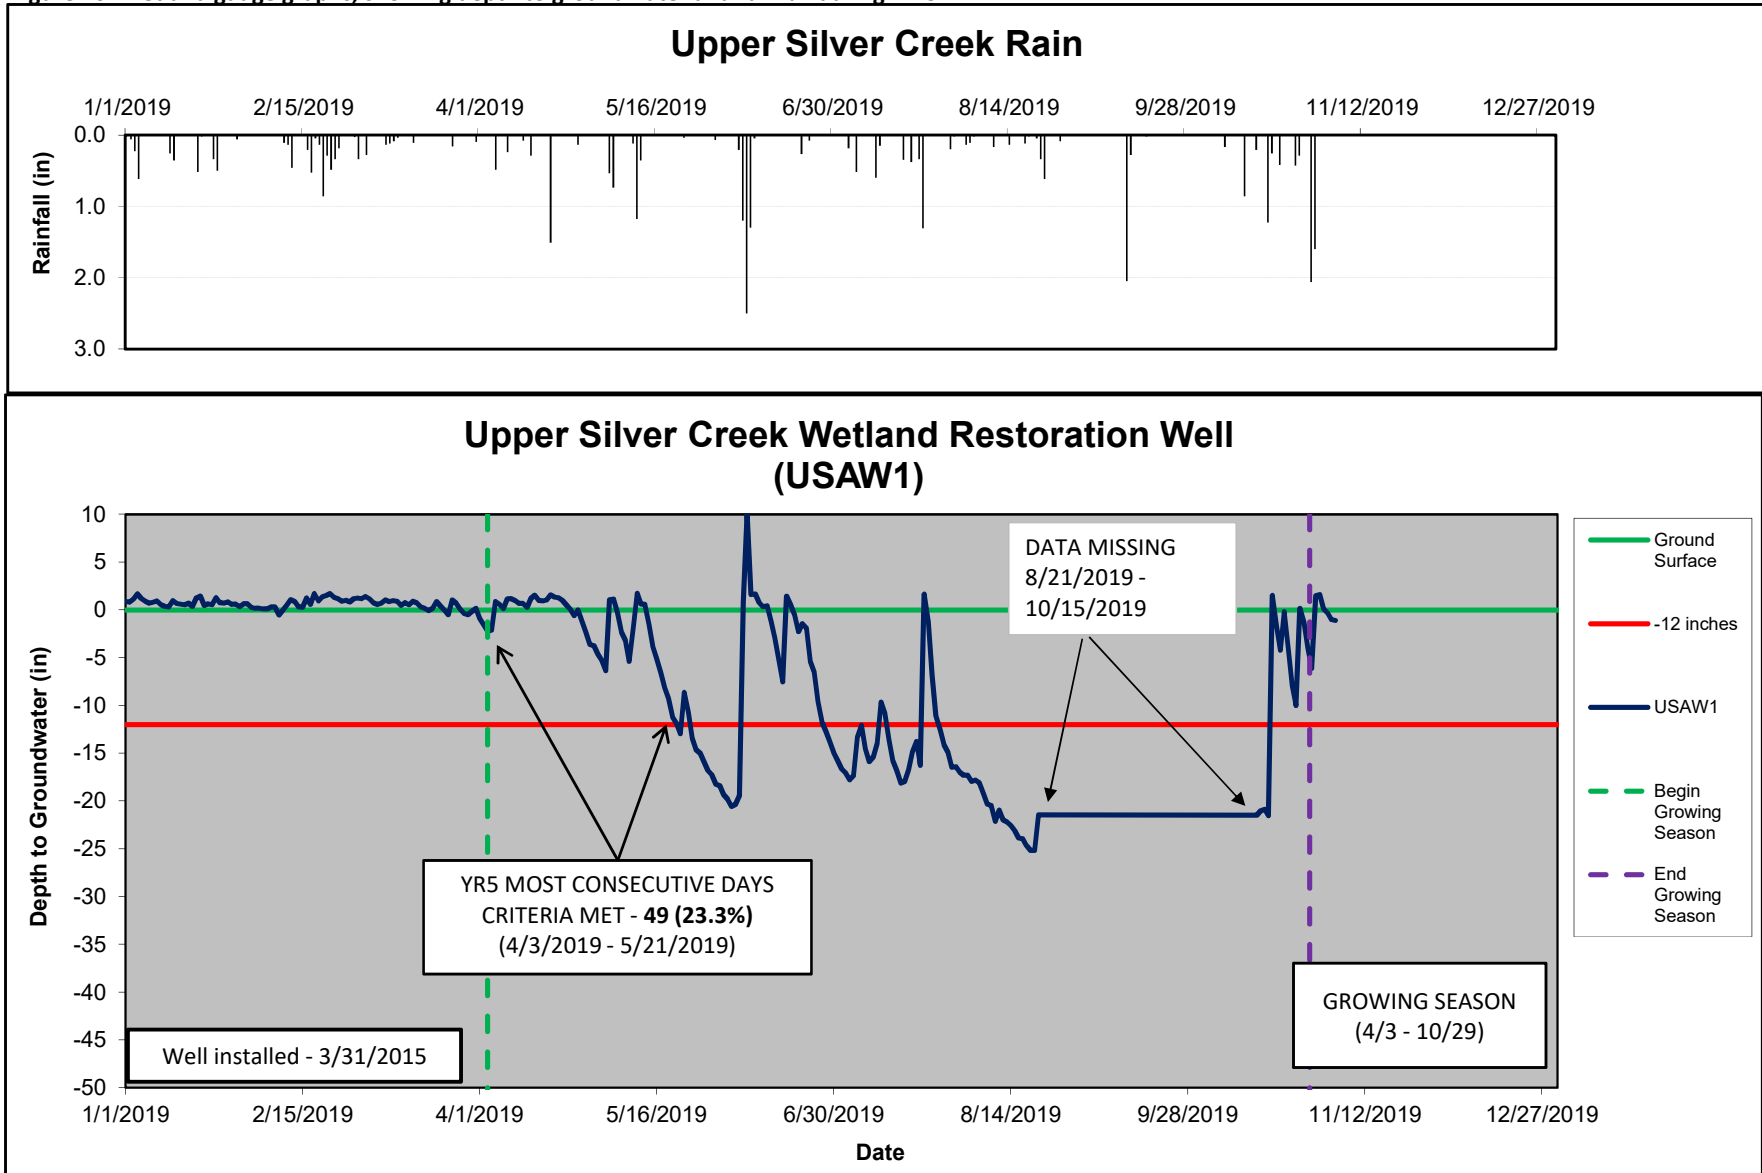 Upper Silver Creek Rain
1/1/2019 2/15/2019 4/1/2019 5/16/2019 6/30/2019 8/14/2019 9/28/2019 11/12/2019 12/27/2019
0.0
1.0
2.0
3.0
Rainfall (in)
Upper Silver Creek Wetland Restoration Well
(USAW1)
10
5
0
-5
-10
-15
-20
-25
-30
-35
-40
-45
-50
Depth to Groundwater (in)
DATA MISSING
8/21/2019 -
10/15/2019
YR5 MOST CONSECUTIVE DAYS
CRITERIA MET - 49 (23.3%)
(4/3/2019 - 5/21/2019)
GROWING SEASON
(4/3 - 10/29)
Well installed - 3/31/2015
1/1/2019 2/15/2019 4/1/2019 5/16/2019 6/30/2019 8/14/2019 9/28/2019 11/12/2019 12/27/2019
Date
Ground
Surface
-12 inches
USAW1
Begin
Growing
Season
End
Growing
Season